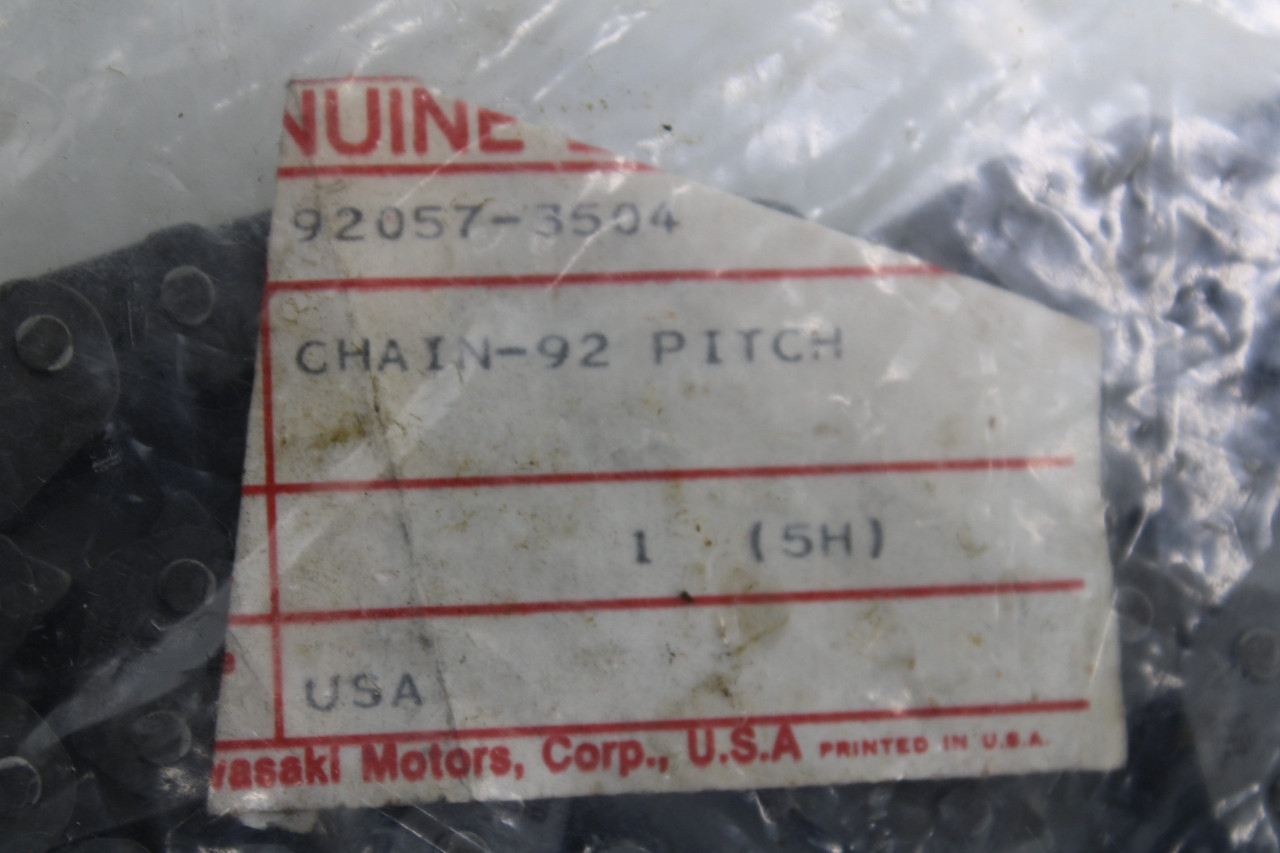 NUINE
92057-3504
CHAIN-92 PITCH
1 (5H)
USA
wasaki Motors, Corp., U.S.A PRINTED IN U.S.A.